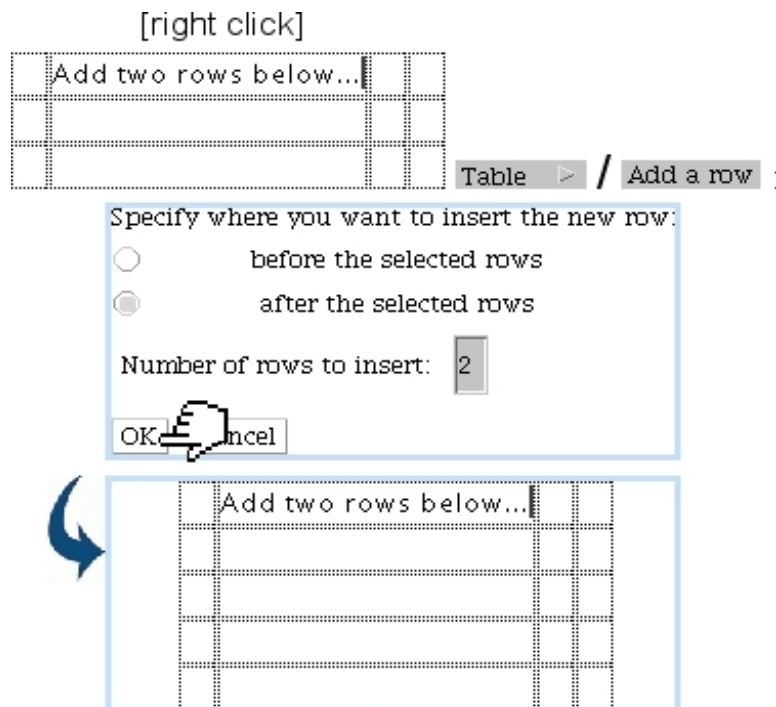 [right click]
Add two rows below...
Table / Add a row
Specify where you want to insert the new row:
before the selected rows
after the selected rows
Number of rows to insert: 2
OK ncel
Add two rows below...